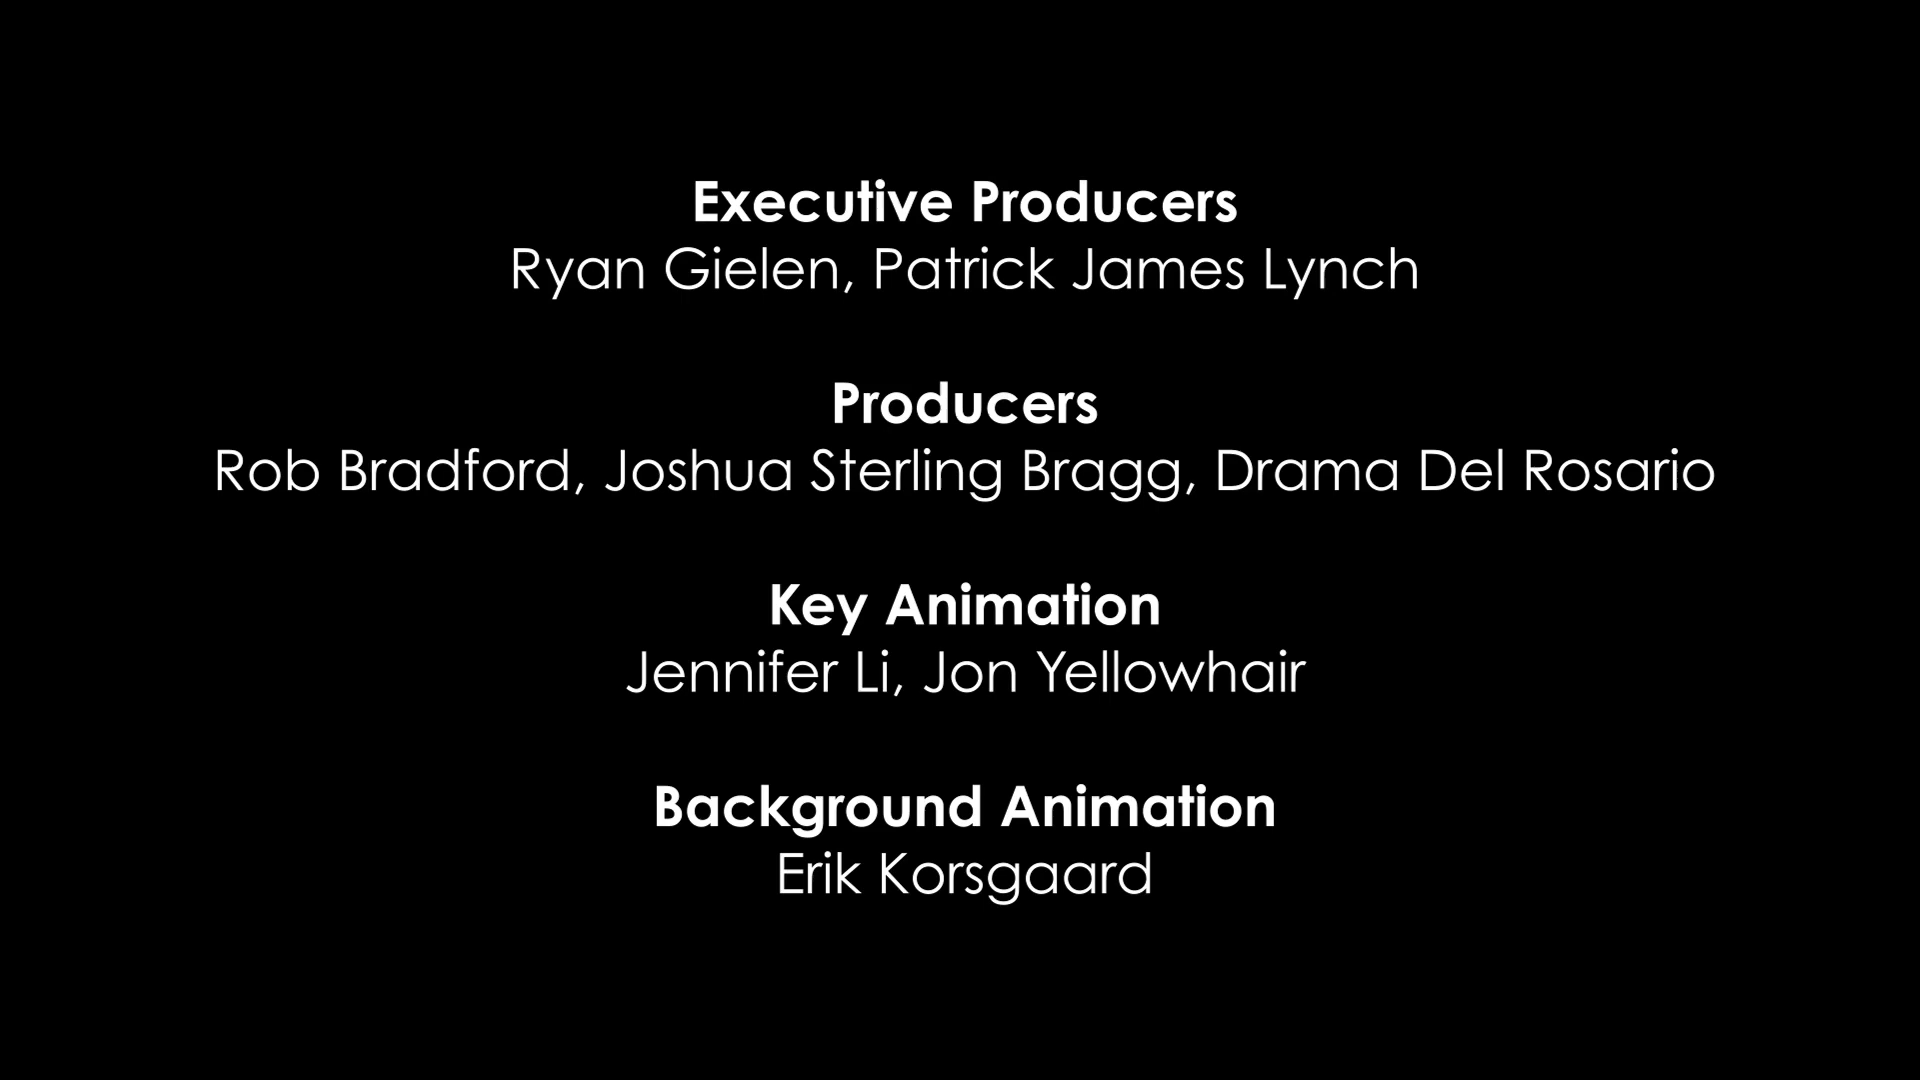 Executive Producers
Ryan Gielen, Patrick James Lynch
Producers
Rob Bradford, Joshua Sterling Bragg, Drama Del Rosario
Key Animation
Jennifer Li, Jon Yellowhair
Background Animation
Erik Korsgaard